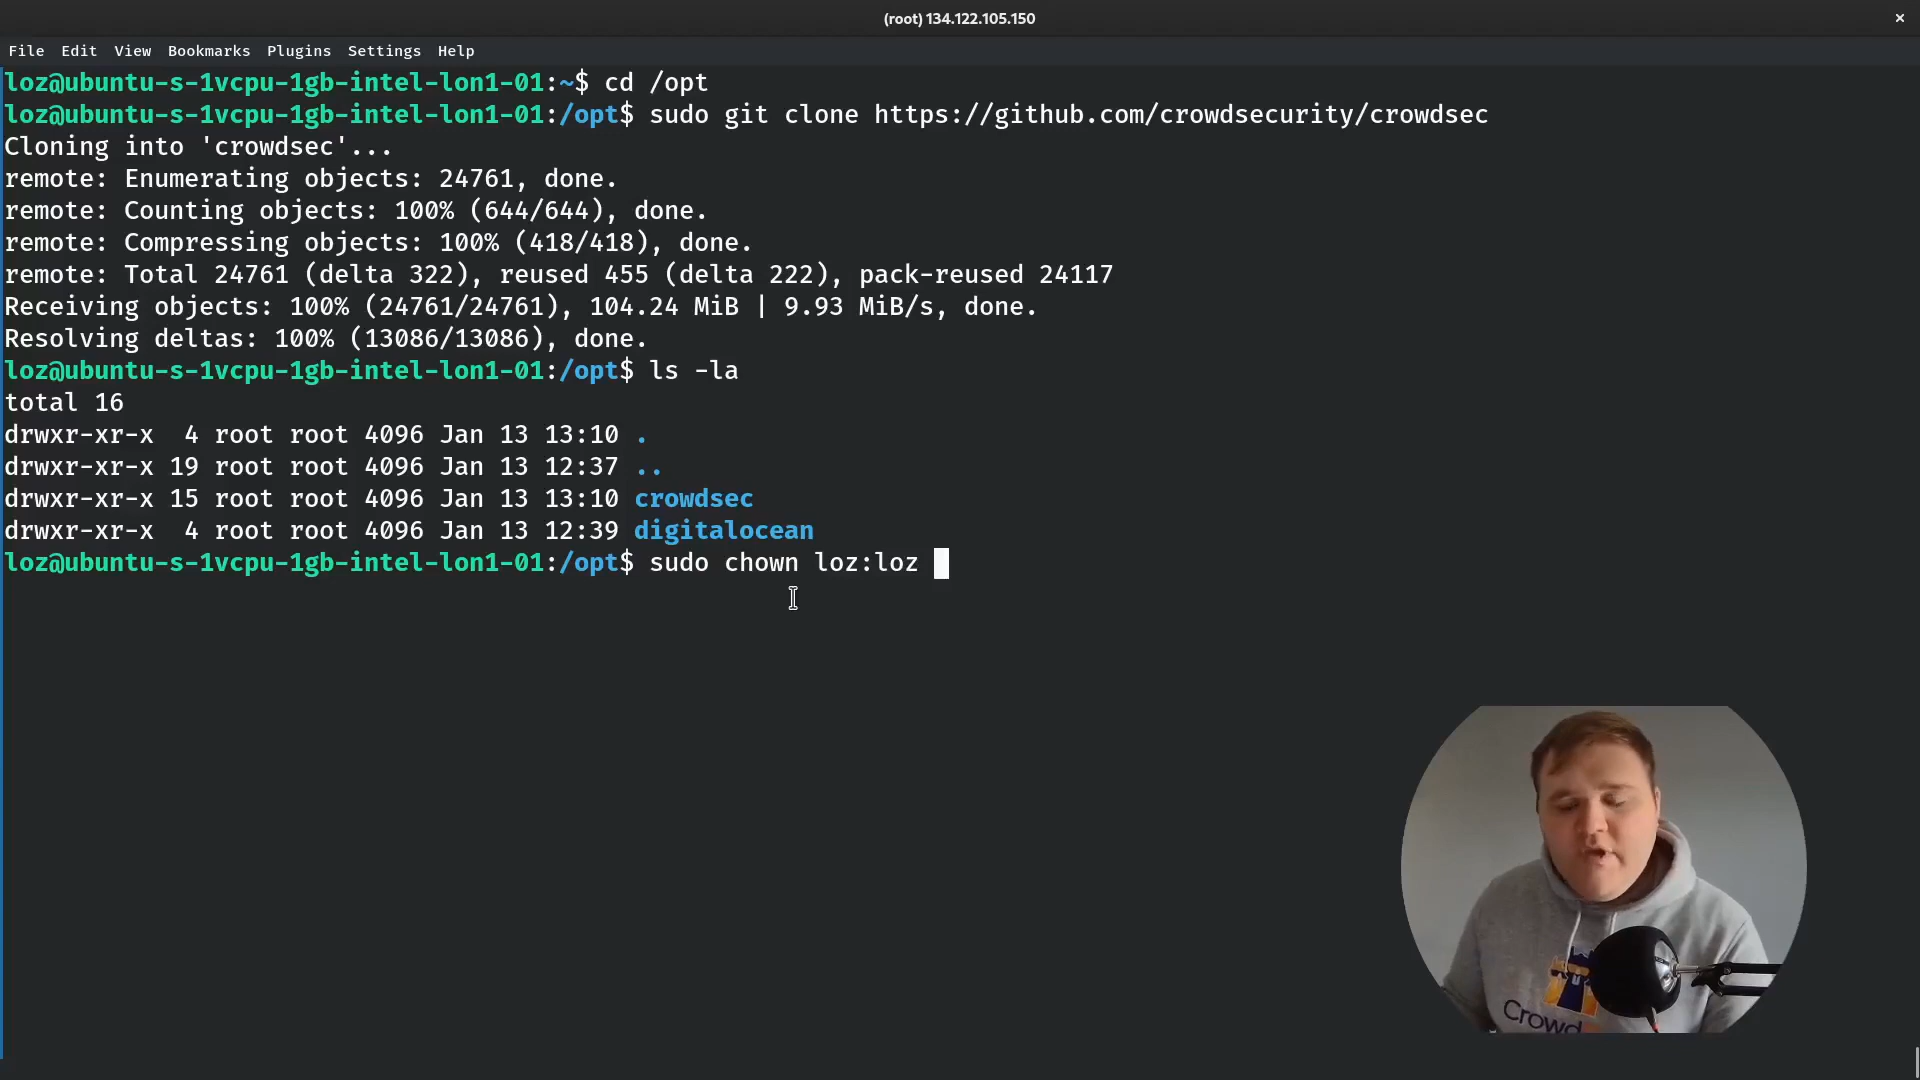 (root) 134.122.105.150
×
File Edit View Bookmarks Plugins Settings Help
loz@ubuntu-s-1vcpu-1gb-intel-lon1-01:~$ cd /opt
loz@ubuntu-s-1vcpu-1gb-intel-lon1-01:/opt$ sudo git clone https://github.com/crowdsecurity/crowdsec
Cloning into 'crowdsec'...
remote: Enumerating objects: 24761, done.
remote: Counting objects: 100% (644/644), done.
remote: Compressing objects: 100% (418/418), done.
remote: Total 24761 (delta 322), reused 455 (delta 222), pack-reused 24117
Receiving objects: 100% (24761/24761), 104.24 MiB | 9.93 MiB/s, done.
Resolving deltas: 100% (13086/13086), done.
loz@ubuntu-s-1vcpu-1gb-intel-lon1-01:/opt$ ls -la
total 16
drwxr-xr-x  4 root root 4096 Jan 13 13:10 .
drwxr-xr-x 19 root root 4096 Jan 13 12:37 ..
drwxr-xr-x 15 root root 4096 Jan 13 13:10 crowdsec
drwxr-xr-x  4 root root 4096 Jan 13 12:39 digitalocean
loz@ubuntu-s-1vcpu-1gb-intel-lon1-01:/opt$ sudo chown loz:loz
Crowd